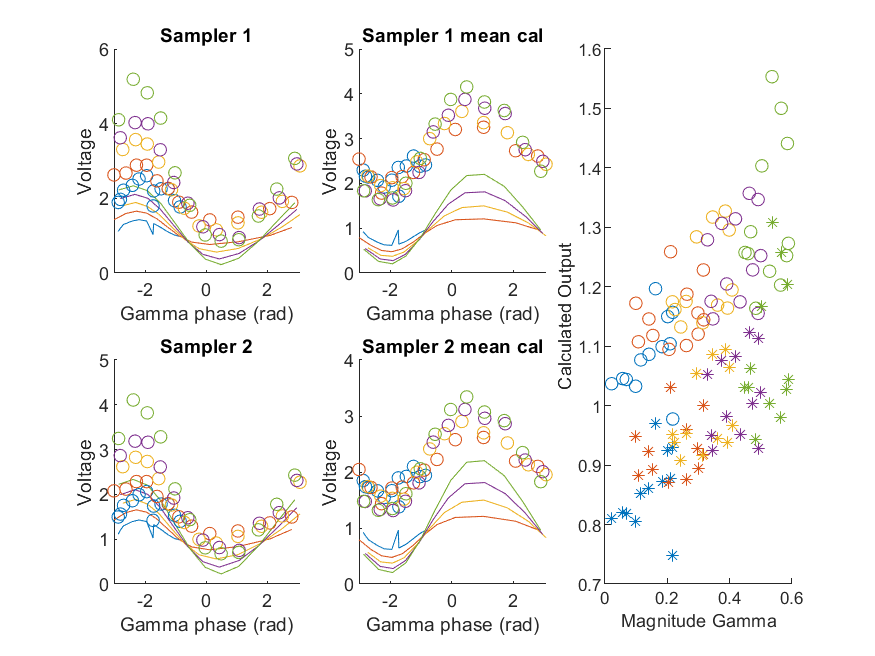 Sampler 1
Voltage
6
5
4
3
2
1
0
-2 0 2
Gamma phase (rad)
Sampler 1 mean cal
Voltage
5
4
3
2
1
0
-2 0 2
Gamma phase (rad)
Sampler 2
Voltage
5
4
3
2
1
0
-2 0 2
Gamma phase (rad)
Sampler 2 mean cal
Voltage
4
3
2
1
0
-2 0 2
Gamma phase (rad)
Calculated Output
1.6
1.5
1.4
1.3
1.2
1.1
1
0.9
0.8
0.7
0 0.2 0.4 0.6
Magnitude Gamma